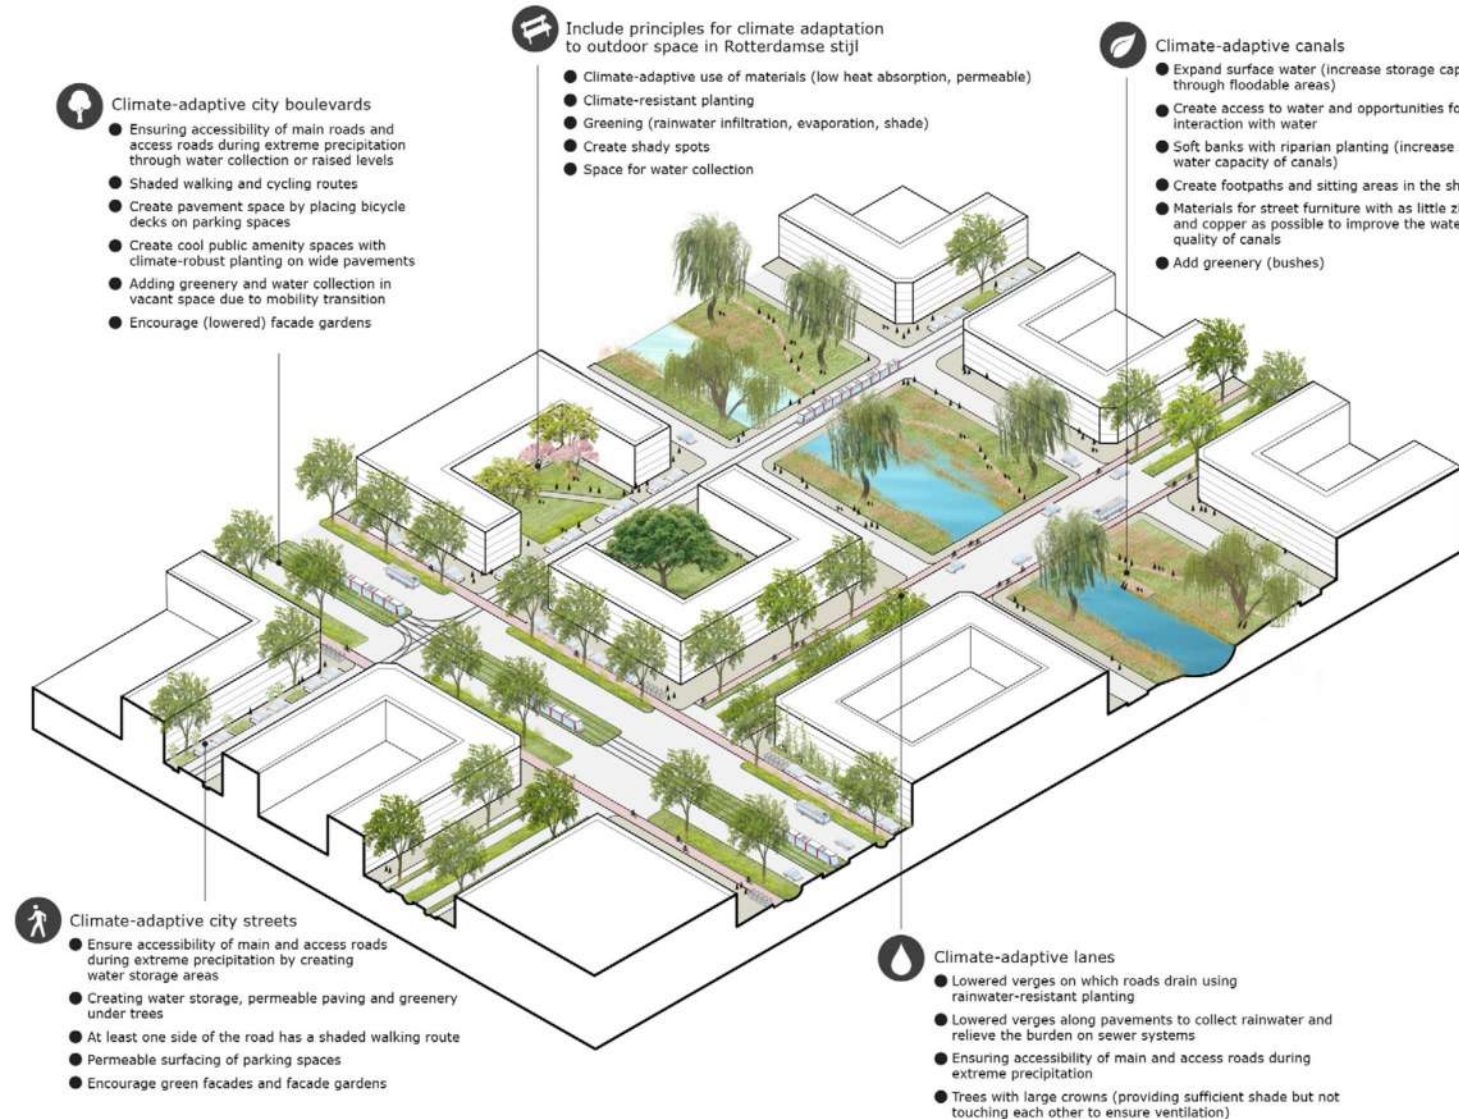 Include principles for climate adaptation
to outdoor space in Rotterdamse stijl
● Climate-adaptive use of materials (low heat absorption, permeable)
● Climate-resistant planting
● Greening (rainwater infiltration, evaporation, shade)
● Create shady spots
● Space for water collection
Climate-adaptive canals
● Expand surface water (increase storage cap
through floodable areas)
● Create access to water and opportunities fo
interaction with water
● Soft banks with riparian planting (increase
water capacity of canals)
● Create footpaths and sitting areas in the sh
● Materials for street furniture with as little zi
and copper as possible to improve the wate
quality of canals
● Add greenery (bushes)
Climate-adaptive city boulevards
● Ensuring accessibility of main roads and
access roads during extreme precipitation
through water collection or raised levels
● Shaded walking and cycling routes
● Create pavement space by placing bicycle
decks on parking spaces
● Create cool public amenity spaces with
climate-robust planting on wide pavements
● Adding greenery and water collection in
vacant space due to mobility transition
● Encourage (lowered) facade gardens
Climate-adaptive city streets
● Ensure accessibility of main and access roads
during extreme precipitation by creating
water storage areas
● Creating water storage, permeable paving and greenery
under trees
● At least one side of the road has a shaded walking route
● Permeable surfacing of parking spaces
● Encourage green facades and facade gardens
Climate-adaptive lanes
● Lowered verges on which roads drain using
rainwater-resistant planting
● Lowered verges along pavements to collect rainwater and
relieve the burden on sewer systems
● Ensuring accessibility of main and access roads during
extreme precipitation
● Trees with large crowns (providing sufficient shade but not
touching each other to ensure ventilation)